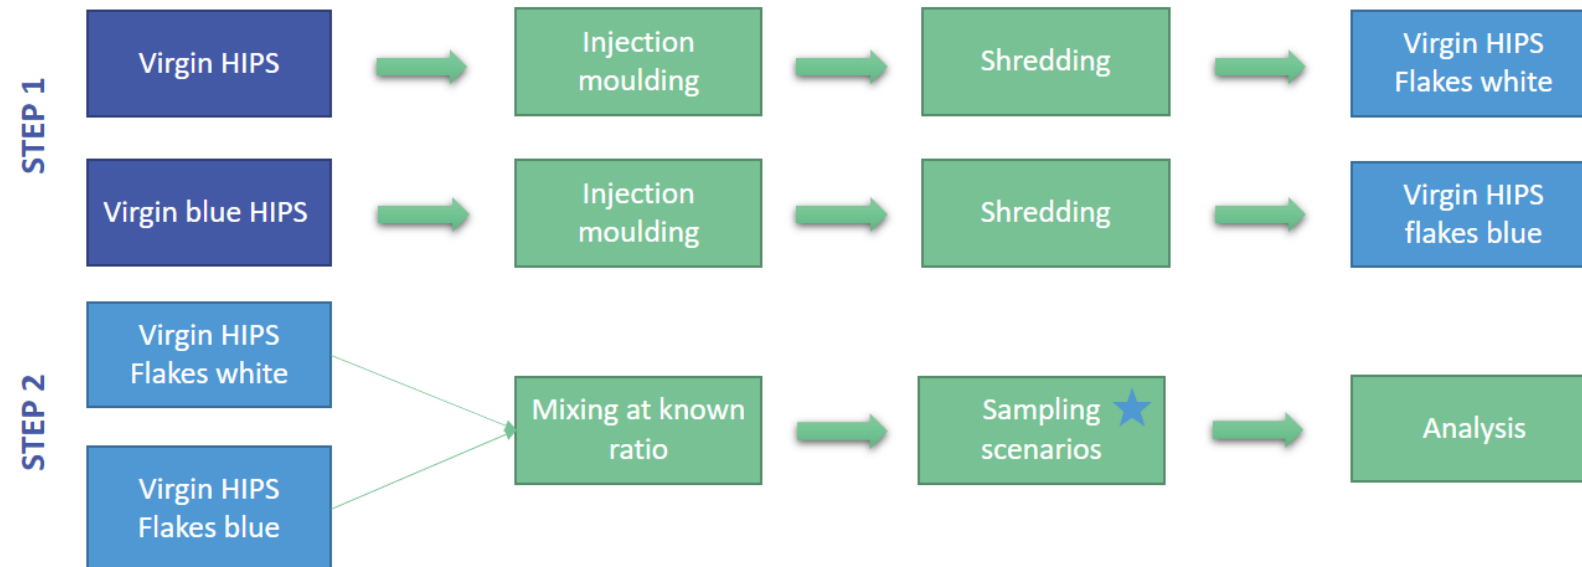 STEP 1
Virgin HIPS
Injection
moulding
Shredding
Virgin HIPS
Flakes white
Virgin blue HIPS
Injection
moulding
Shredding
Virgin HIPS
flakes blue
STEP 2
Virgin HIPS
Flakes white
Virgin HIPS
Flakes blue
Mixing at known
ratio
Sampling
scenarios
Analysis